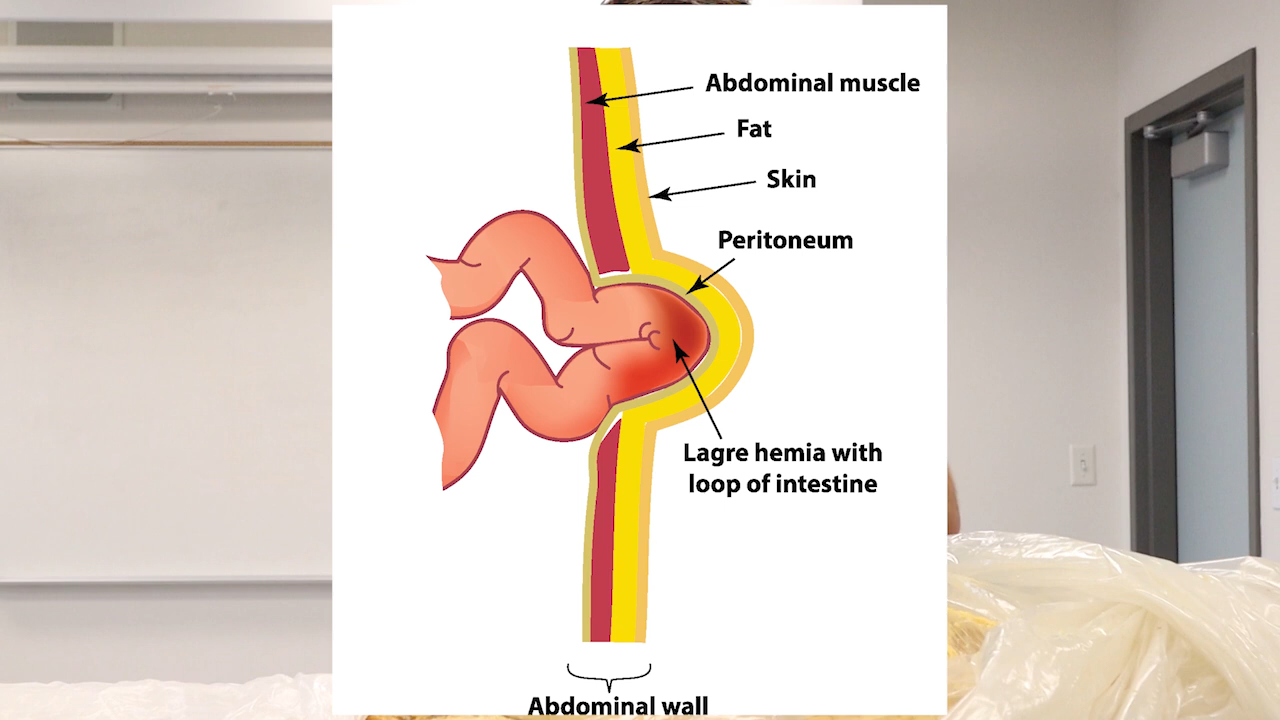 Abdominal muscle
Fat
Skin
Peritoneum
Lagre hemia with
loop of intestine
Abdominal wall